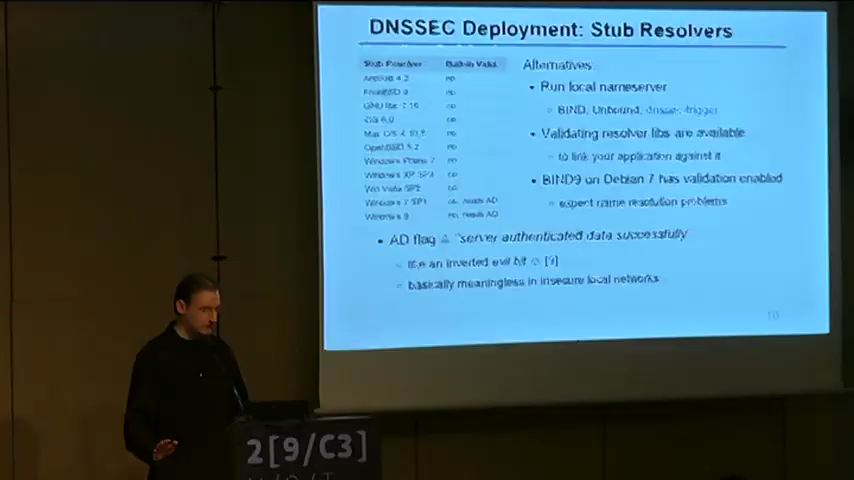 DNSSEC Deployment: Stub Resolvers
Stub Resolver Built-in Valid.
Android 4.2 no
FreeBSD 9 no
GNU libc 2.16 no
iOS 6.0 no
Mac OS X 10.8 no
OpenBSD 5.2 no
Windows Phone 7 no
Windows XP SP3 no
Win Vista SP2 no
Windows 7 SP1 no, reads AD
Windows 8 no, reads AD
Alternatives:
• Run local nameserver
○ BIND, Unbound, dnssec-trigger
• Validating resolver libs are available
○ to link your application against it
• BIND9 on Debian 7 has validation enabled
○ expect name resolution problems
• AD flag ≙ "server authenticated data successfully
○ like an inverted evil bit
○ basically meaningless in insecure local networks
10
2[9/C3]